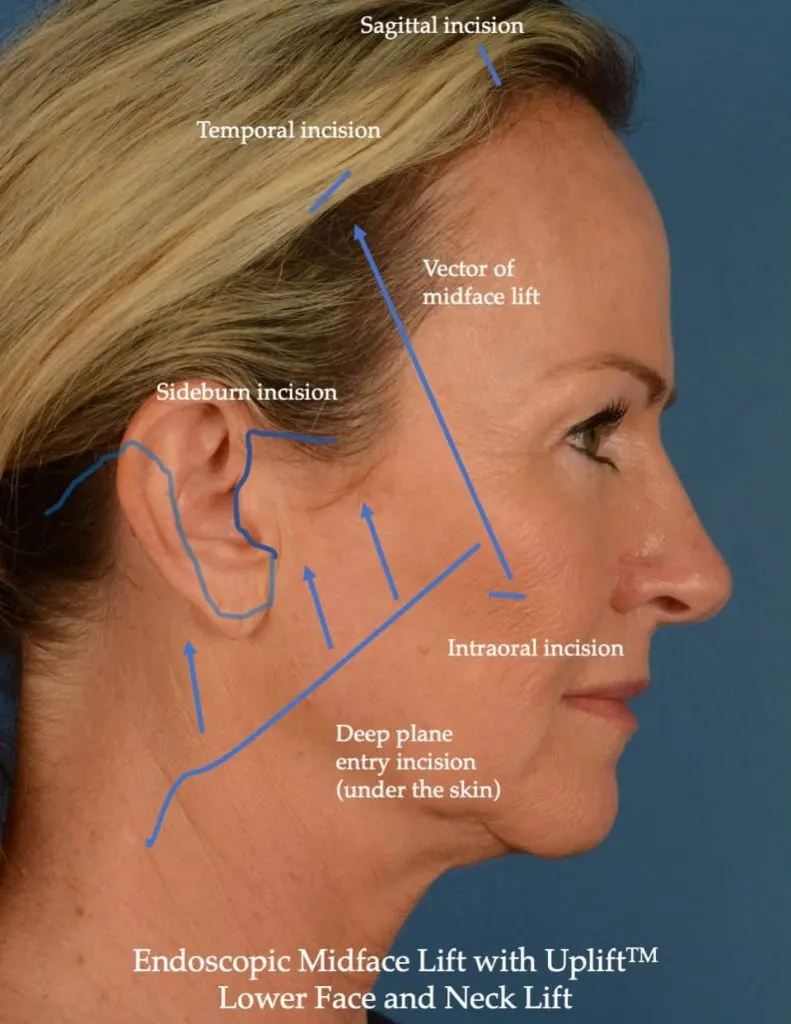 Sagittal incision
Temporal incision
Vector of
midface lift
Sideburn incision
Intraoral incision
Deep plane
entry incision
(under the skin)
Endoscopic Midface Lift with Uplift™
Lower Face and Neck Lift